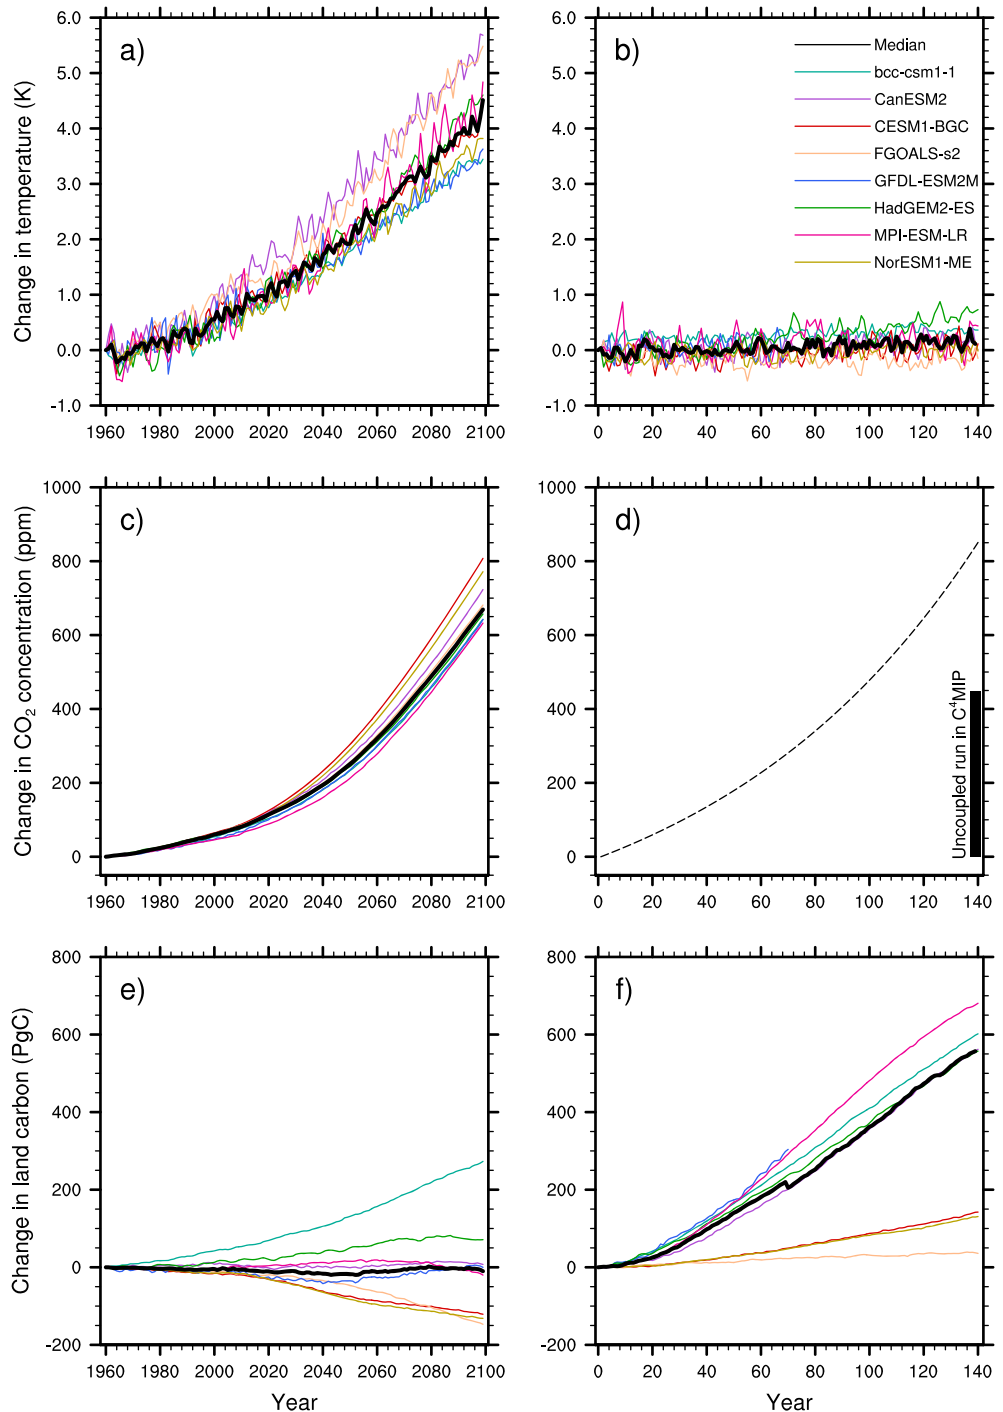 a)
Change in temperature (K)
6.0
5.0
4.0
3.0
2.0
1.0
0.0
-1.0
1960 1980 2000 2020 2040 2060 2080 2100
b)
6.0
5.0
4.0
3.0
2.0
1.0
0.0
-1.0
Median
bcc-csm1-1
CanESM2
CESM1-BGC
FGOALS-s2
GFDL-ESM2M
HadGEM2-ES
MPI-ESM-LR
NorESM1-ME
0 20 40 60 80 100 120 140
c)
Change in CO₂ concentration (ppm)
1000
800
600
400
200
0
1960 1980 2000 2020 2040 2060 2080 2100
d)
1000
800
600
400
200
0
Uncoupled run in C⁴MIP
0 20 40 60 80 100 120 140
e)
Change in land carbon (PgC)
800
600
400
200
0
-200
1960 1980 2000 2020 2040 2060 2080 2100
Year
f)
800
600
400
200
0
-200
0 20 40 60 80 100 120 140
Year